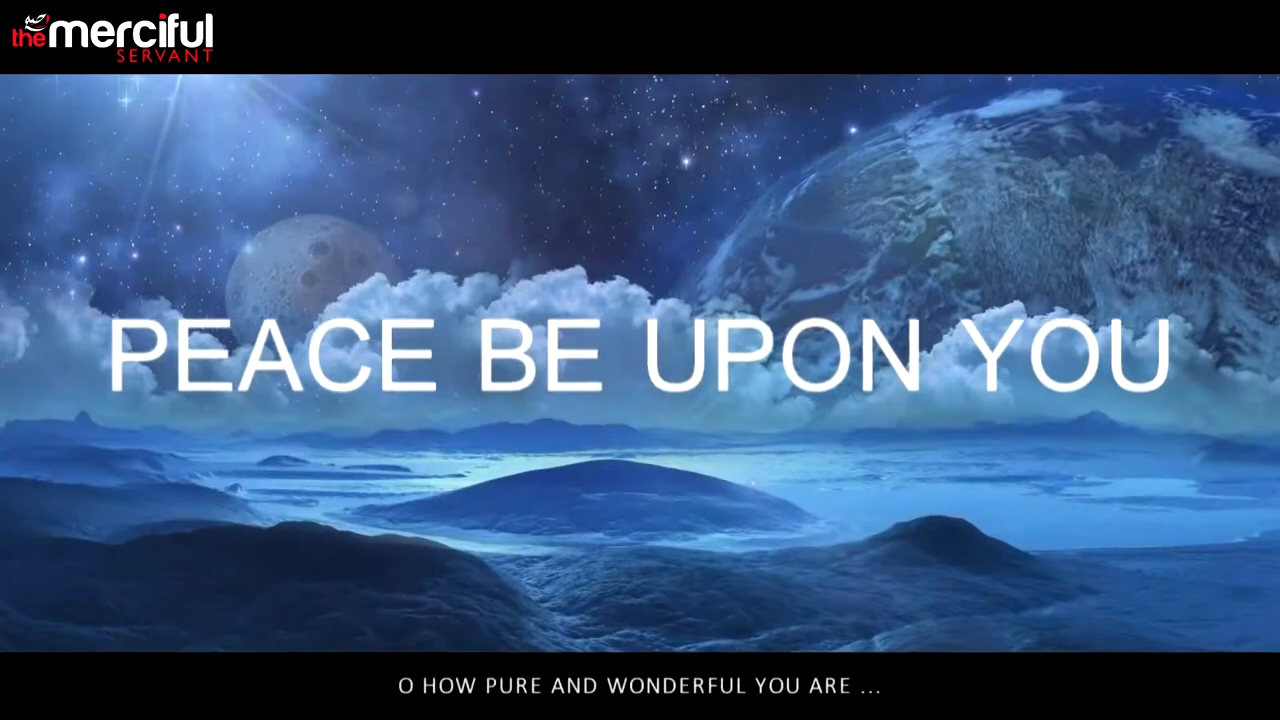 the merciful
SERVANT
PEACE BE UPON YOU
O HOW PURE AND WONDERFUL YOU ARE ...